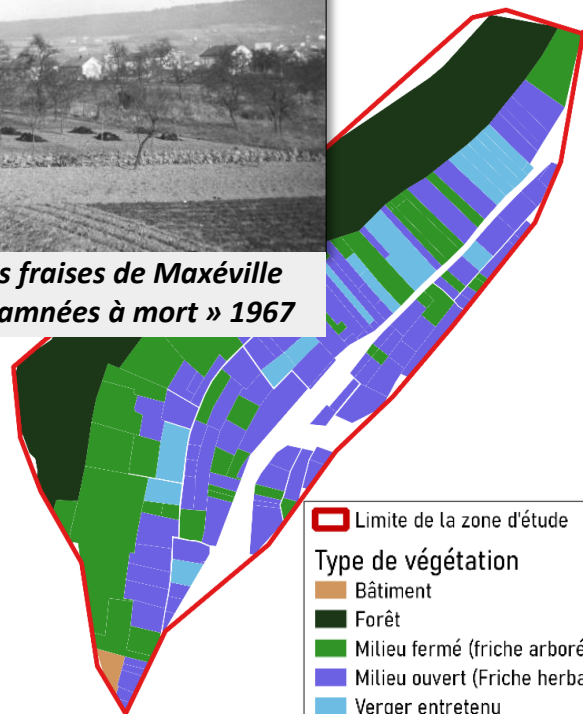 s fraises de Maxéville
amnées à mort » 1967
Limite de la zone d'étude
Type de végétation
Bâtiment
Forêt
Milieu fermé (friche arboré
Milieu ouvert (Friche herba
Verger entretenu